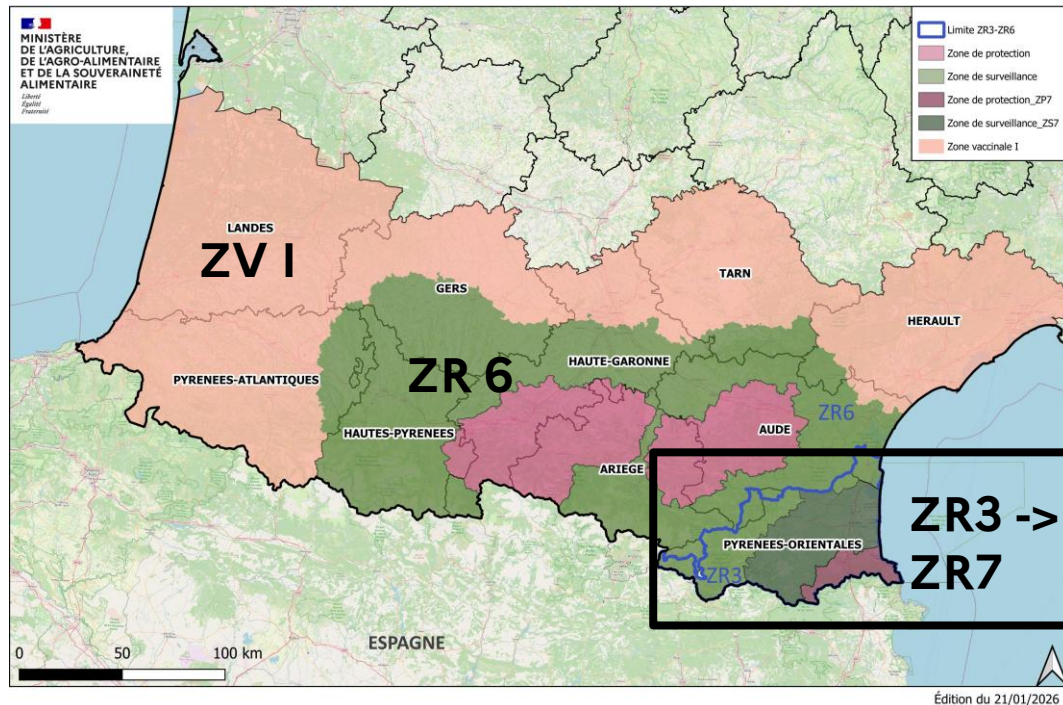 MINISTÈRE
DE L'AGRICULTURE,
DE L'AGRO-ALIMENTAIRE
ET DE LA SOUVERAINETÉ
ALIMENTAIRE
Liberté
Égalité
Fraternité
Limite ZR3-ZR6
Zone de protection
Zone de surveillance
Zone de protection_ZP7
Zone de surveillance_ZS7
Zone vaccinale I
LANDES
ZV I
TARN
GERS
HERAULT
HAUTE-GARONNE
PYRENEES-ATLANTIQUES
ZR 6
ZR6
HAUTES-PYRENEES
AUDE
ARIEGE
ZR3 ->
ZR7
PYRENEES-ORIENTALES
ZR3
ESPAGNE
0 50 100 km
Édition du 21/01/2026